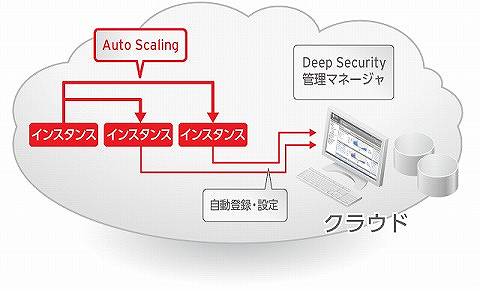 Auto Scaling
Deep Security
管理マネージャ
インスタンス インスタンス インスタンス
自動登録・設定
クラウド